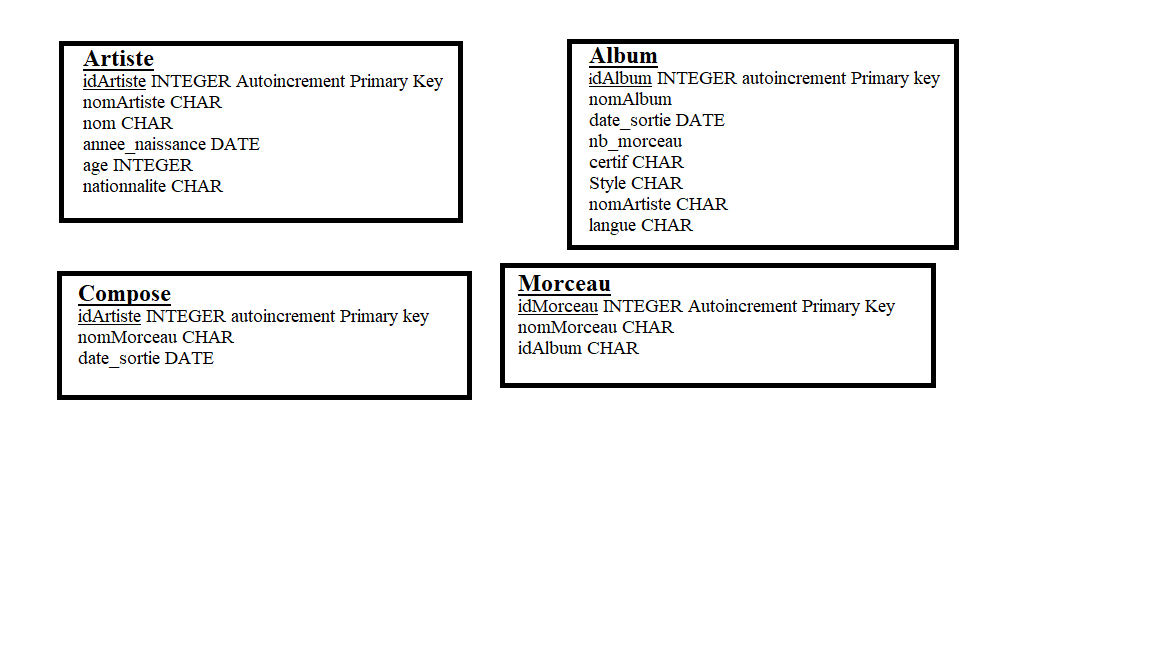 Artiste
idArtiste INTEGER Autoincrement Primary Key
nomArtiste CHAR
nom CHAR
annee_naissance DATE
age INTEGER
nationnalite CHAR
Album
idAlbum INTEGER autoincrement Primary key
nomAlbum
date_sortie DATE
nb_morceau
certif CHAR
Style CHAR
nomArtiste CHAR
langue CHAR
Compose
idArtiste INTEGER autoincrement Primary key
nomMorceau CHAR
date_sortie DATE
Morceau
idMorceau INTEGER Autoincrement Primary Key
nomMorceau CHAR
idAlbum CHAR